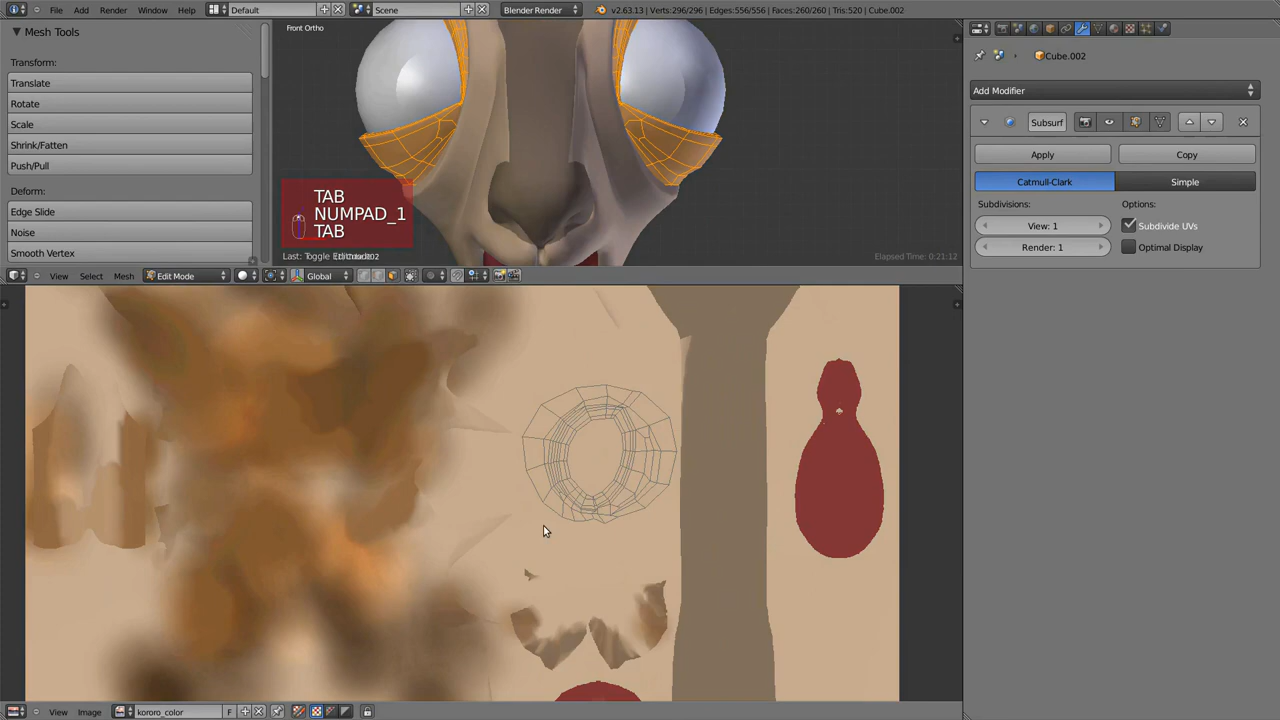 File Add Render Window Help Default Scene Blender Render v2.63.13 | Verts:296/296 | Edges:556/556 | Faces:260/260 | Tris:520 | Cube.002
Mesh Tools
Transform:
Translate
Rotate
Scale
Shrink/Fatten
Push/Pull
Deform:
Edge Slide
Noise
Smooth Vertex
Front Ortho
TAB
NUMPAD_1
TAB
Elapsed Time: 0:21:12
View Select Mesh Edit Mode Global
Cube.002
Add Modifier
Subsurf
Apply Copy
Catmull-Clark Simple
Subdivisions: Options:
View: 1 Subdivide UVs
Render: 1 Optimal Display
View Image kororo_color F